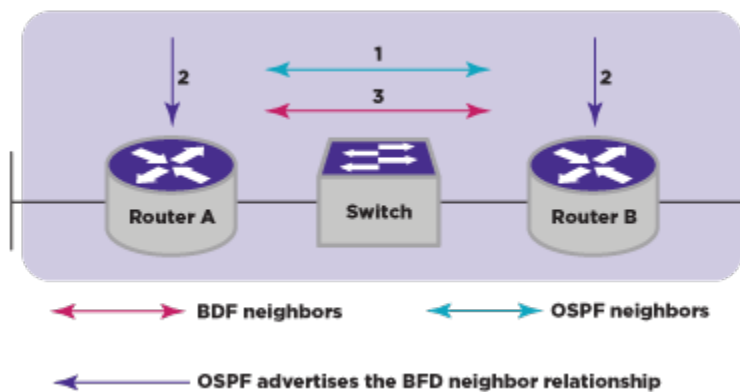 1
2
2
3
Router A
Switch
Router B
BDF neighbors
OSPF neighbors
OSPF advertises the BFD neighbor relationship